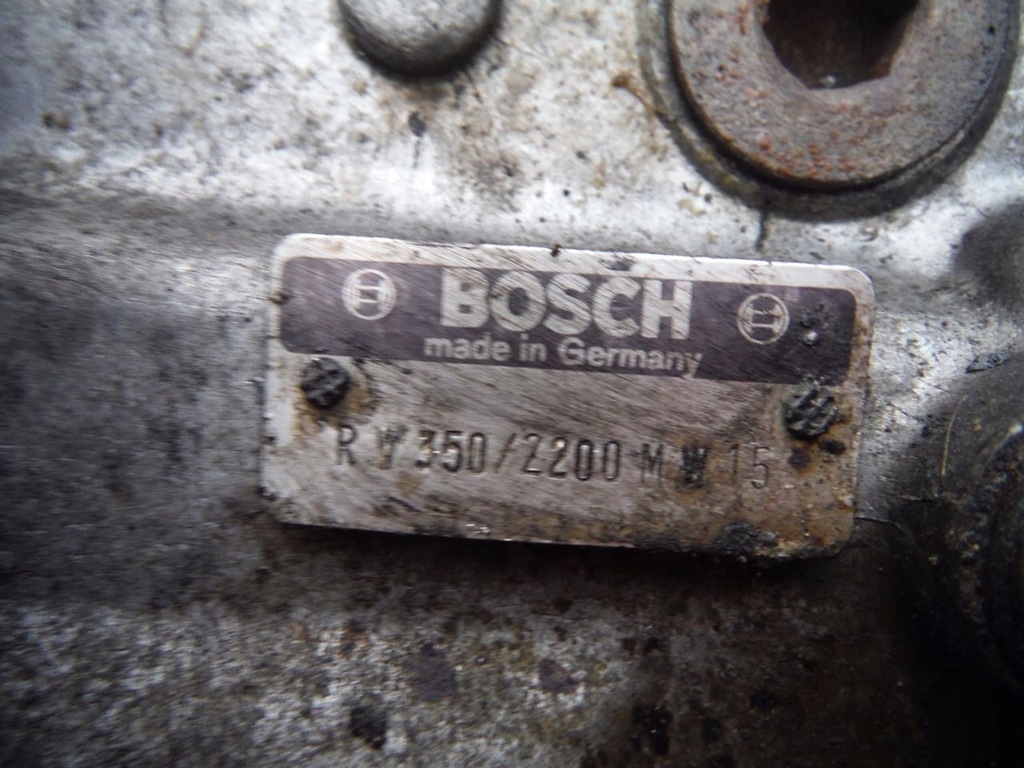 BOSCH
made in Germany
RW350/2200MW15